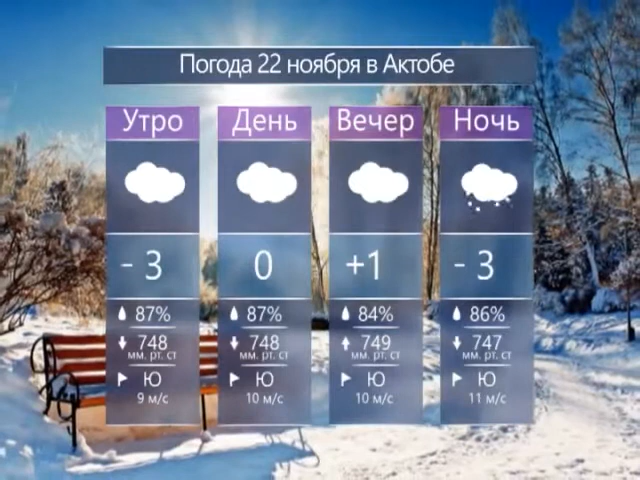 Погода 22 ноября в Актобе
Утро День Вечер Ночь
- 3 0 +1 - 3
87% 87% 84% 86%
748 748 749 747
мм. рт. ст мм. рт. ст мм. рт. ст мм. рт. ст
Ю Ю Ю Ю
9 м/с 10 м/с 10 м/с 11 м/с